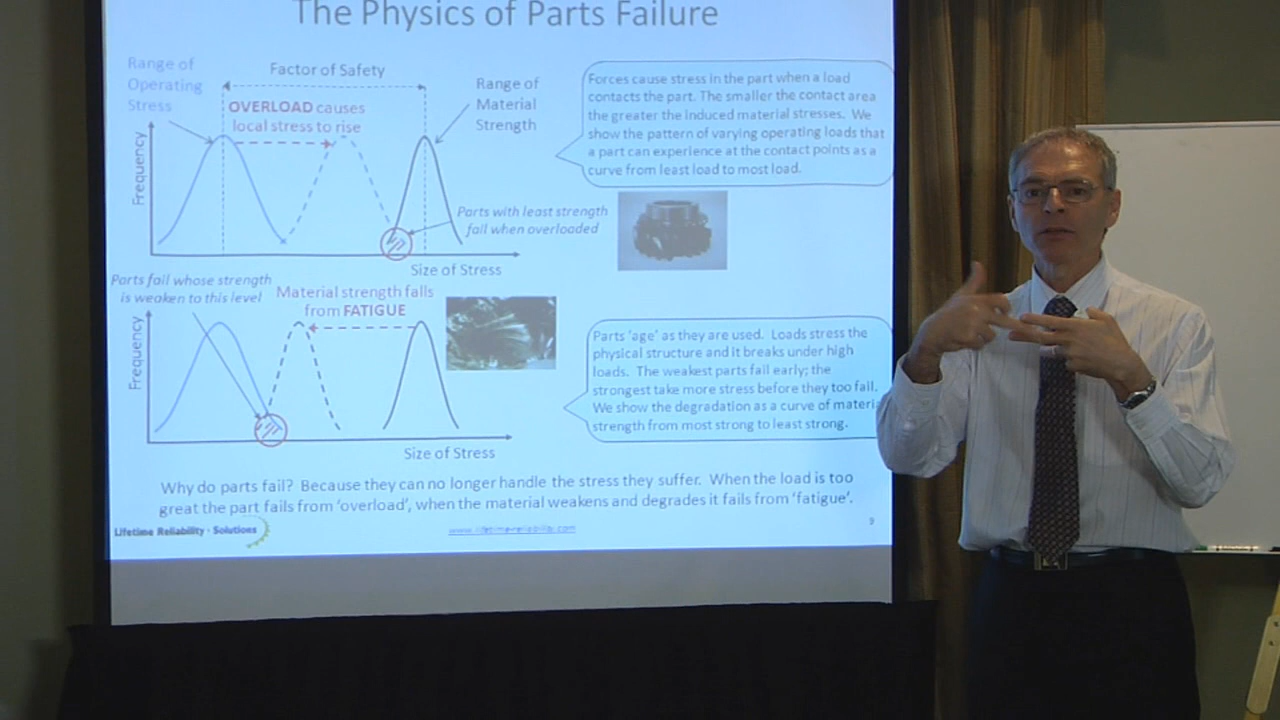 The Physics of Parts Failure
Range of
Operating
Stress
Factor of Safety
Range of
Material
Strength
OVERLOAD causes
local stress to rise
Frequency
Parts with least strength
fail when overloaded
Size of Stress
Forces cause stress in the part when a load
contacts the part. The smaller the contact area
the greater the induced material stresses. We
show the pattern of varying operating loads that
a part can experience at the contact points as a
curve from least load to most load.
Parts fail whose strength
is weaken to this level
Material strength falls
from FATIGUE
Frequency
Size of Stress
Parts 'age' as they are used. Loads stress the
physical structure and it breaks under high
loads. The weakest parts fail early; the
strongest take more stress before they too fail.
We show the degradation as a curve of materia
strength from most strong to least strong.
Why do parts fail? Because they can no longer handle the stress they suffer. When the load is too
great the part fails from 'overload', when the material weakens and degrades it fails from 'fatigue'.
Lifetime Reliability · Solutions
www.lifetime-reliability.com
9